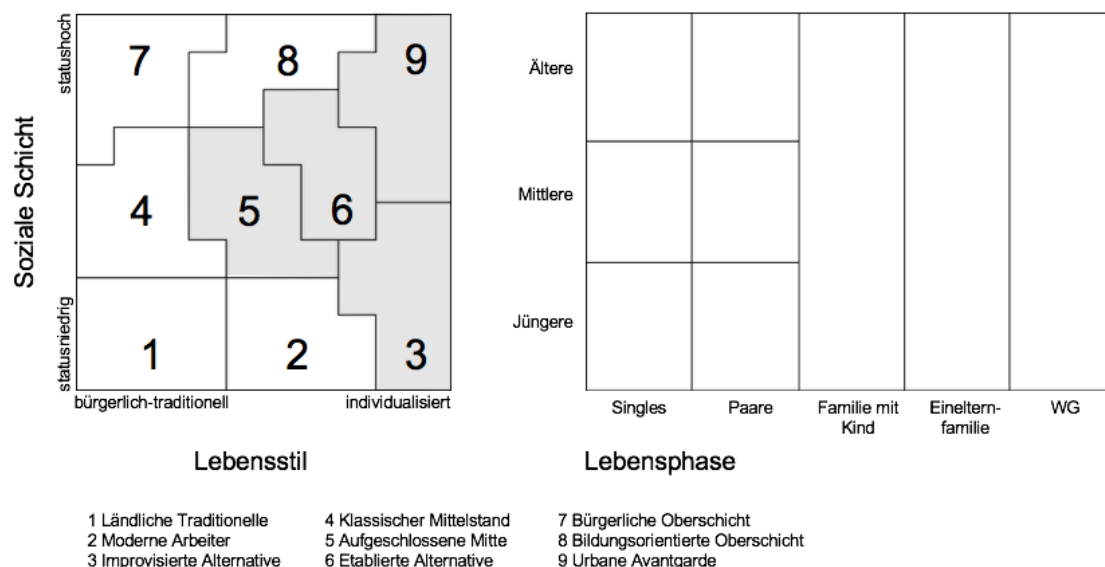 Soziale Schicht
statushoch
statusniedrig
7
8
9
4
5
6
1
2
3
bürgerlich-traditionell
individualisiert
Lebensstil
Ältere
Mittlere
Jüngere
Singles
Paare
Familie mit
Kind
Eineltern-
familie
WG
Lebensphase
1 Ländliche Traditionelle
2 Moderne Arbeiter
3 Improvisierte Alternative
4 Klassischer Mittelstand
5 Aufgeschlossene Mitte
6 Etablierte Alternative
7 Bürgerliche Oberschicht
8 Bildungsorientierte Oberschicht
9 Urbane Avantgarde